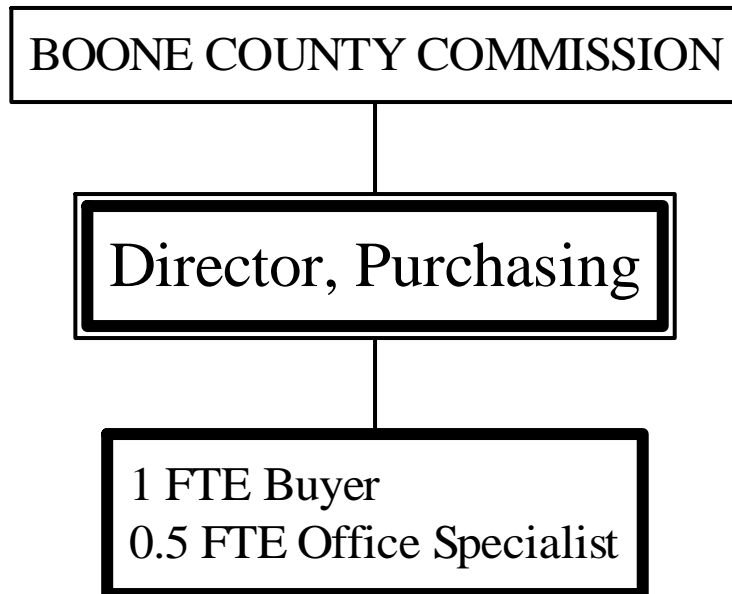 BOONE COUNTY COMMISSION
Director, Purchasing
1 FTE Buyer
0.5 FTE Office Specialist